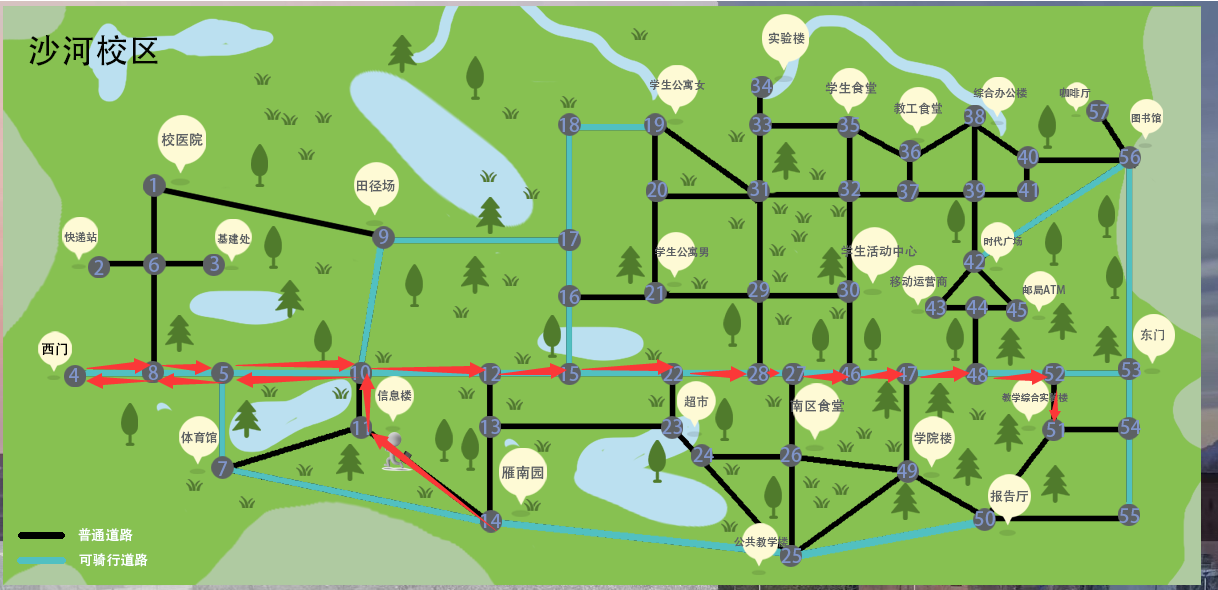 沙河校区
实验楼
34
学生公寓女
学生食堂
教工食堂
综合办公楼
咖啡厅
57
图书馆
18
19
33
35
38
校医院
36
40
56
1
田径场
20
31
32
37
39
41
快递站
基建处
9
17
学生公寓男
学生活动中心
时代广场
2
6
3
42
移动运营商
邮局ATM
16
21
29
30
43
44
45
西门
东门
4
8
5
10
12
15
22
28
27
46
47
48
52
53
信息楼
超市
南区食堂
教学综合实验楼
体育馆
11
13
23
51
54
学院楼
7
24
26
49
雁南园
报告厅
14
50
55
普通道路
公共教学楼
25
可骑行道路